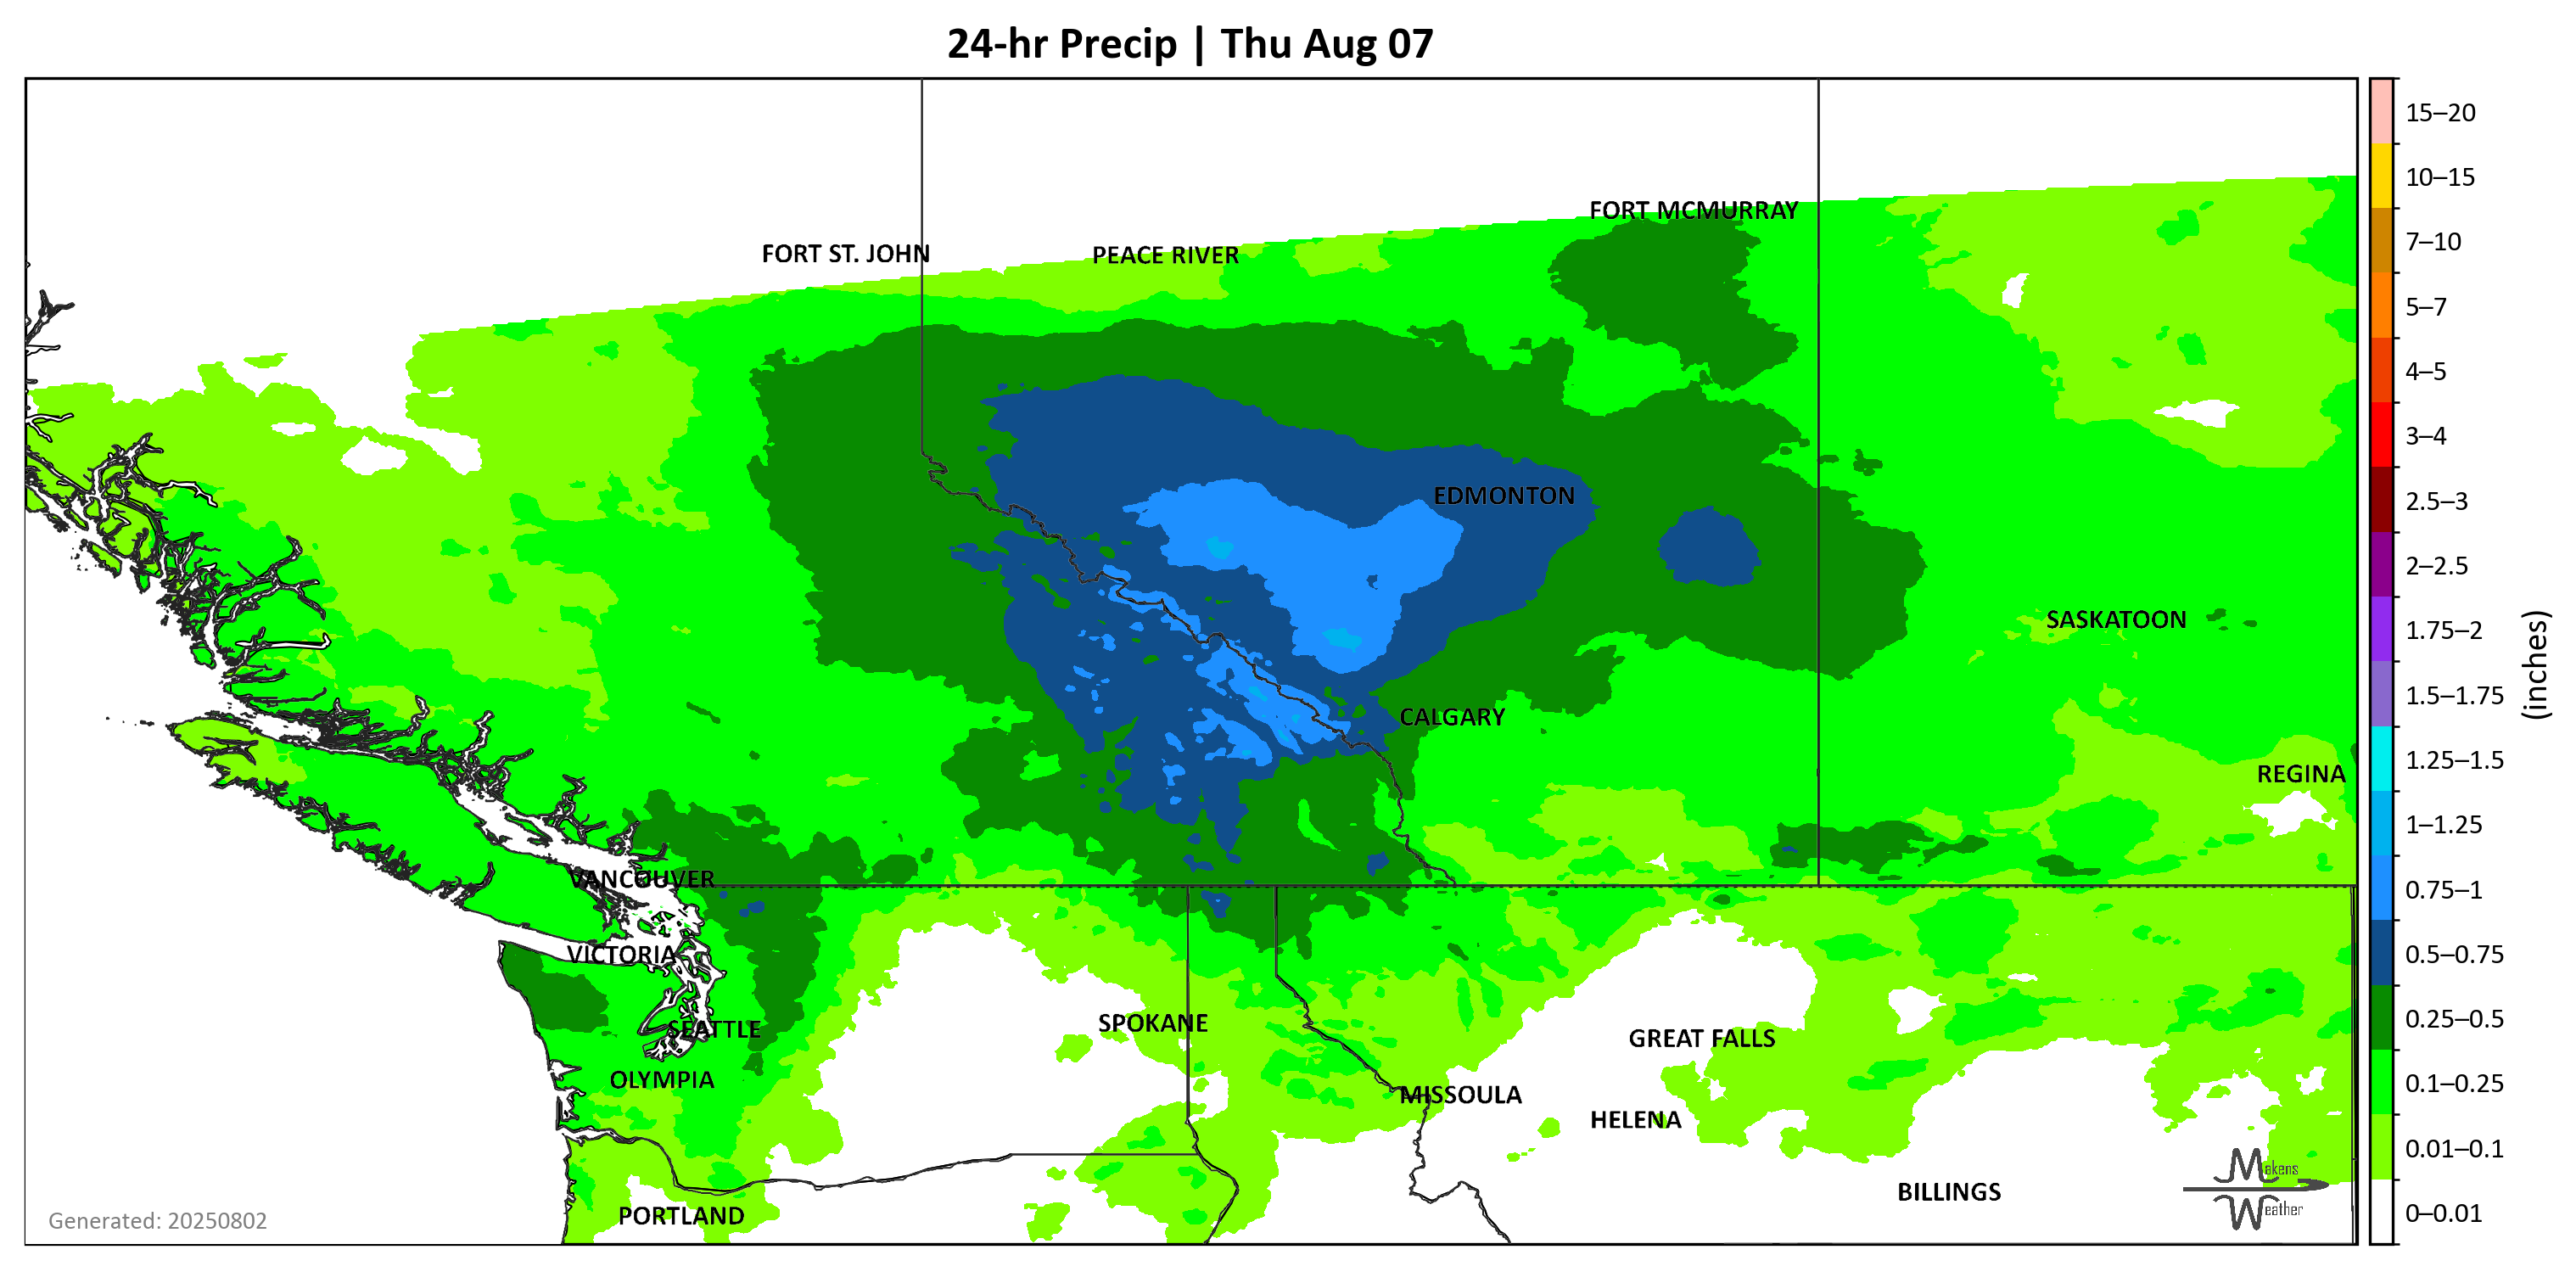 24-hr Precip | Thu Aug 07
FORT MCMURRAY
FORT ST. JOHN
PEACE RIVER
EDMONTON
SASKATOON
CALGARY
REGINA
VANCOUVER
VICTORIA
SPOKANE
SEATTLE
GREAT FALLS
OLYMPIA
MISSOULA
HELENA
BILLINGS
PORTLAND
Generated: 20250802
Makens
Weather
15–20
10–15
7–10
5–7
4–5
3–4
2.5–3
2–2.5
1.75–2
1.5–1.75
1.25–1.5
1–1.25
0.75–1
0.5–0.75
0.25–0.5
0.1–0.25
0.01–0.1
0–0.01
(inches)